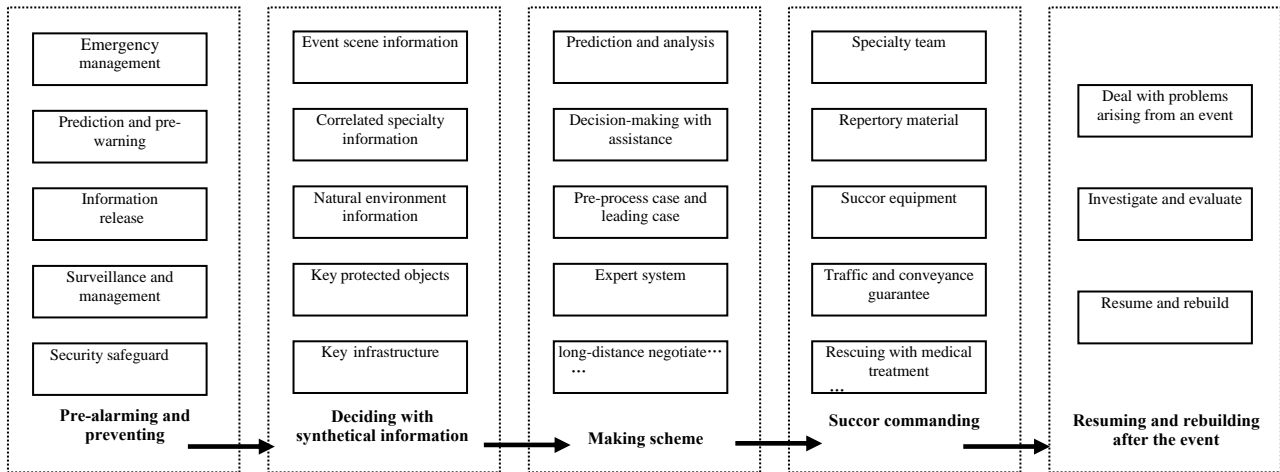 Emergency
management
Prediction and pre-
warning
Information
release
Surveillance and
management
Security safeguard
Pre-alarming and
preventing
Event scene information
Correlated specialty
information
Natural environment
information
Key protected objects
Key infrastructure
Deciding with
synthetical information
Prediction and analysis
Decision-making with
assistance
Pre-process case and
leading case
Expert system
long-distance negotiate⋯
⋯
Making scheme
Specialty team
Repertory material
Succor equipment
Traffic and conveyance
guarantee
Rescuing with medical
treatment
⋯
Succor commanding
Deal with problems
arising from an event
Investigate and evaluate
Resume and rebuild
Resuming and rebuilding
after the event